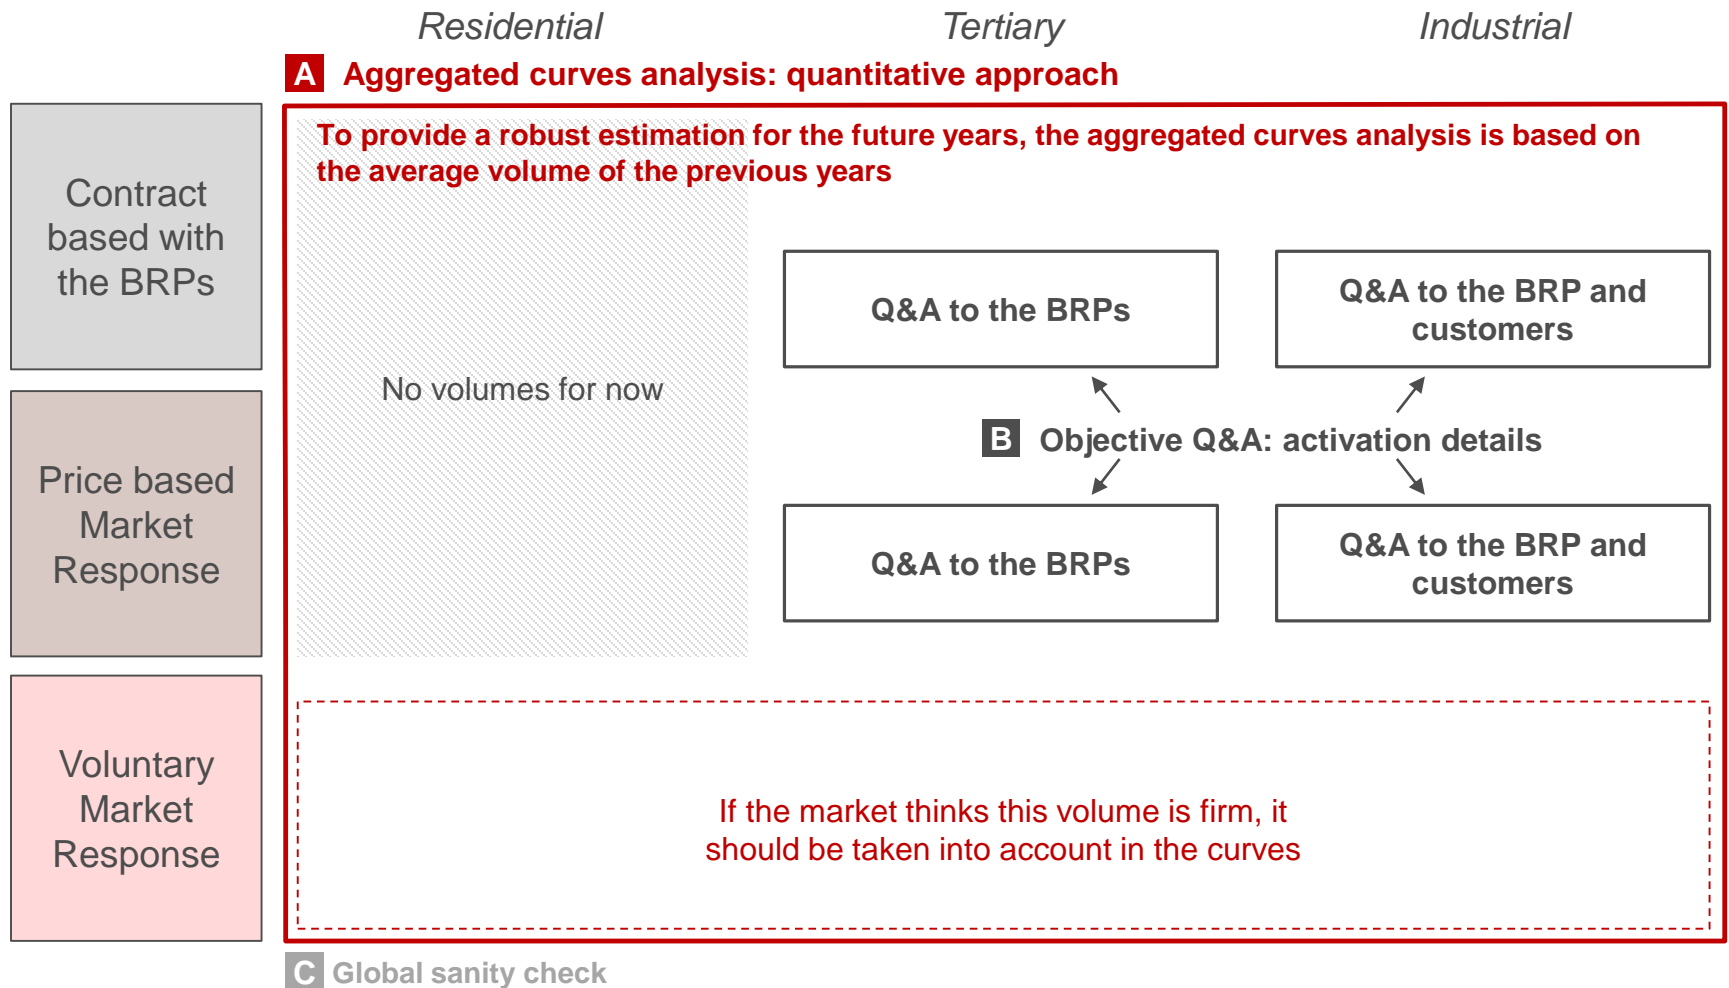 Residential
Tertiary
Industrial
A Aggregated curves analysis: quantitative approach
To provide a robust estimation for the future years, the aggregated curves analysis is based on
the average volume of the previous years
Contract
based with
the BRPs
Q&A to the BRPs
Q&A to the BRP and
customers
No volumes for now
B Objective Q&A: activation details
Price based
Market
Response
Q&A to the BRPs
Q&A to the BRP and
customers
Voluntary
Market
Response
If the market thinks this volume is firm, it
should be taken into account in the curves
C Global sanity check